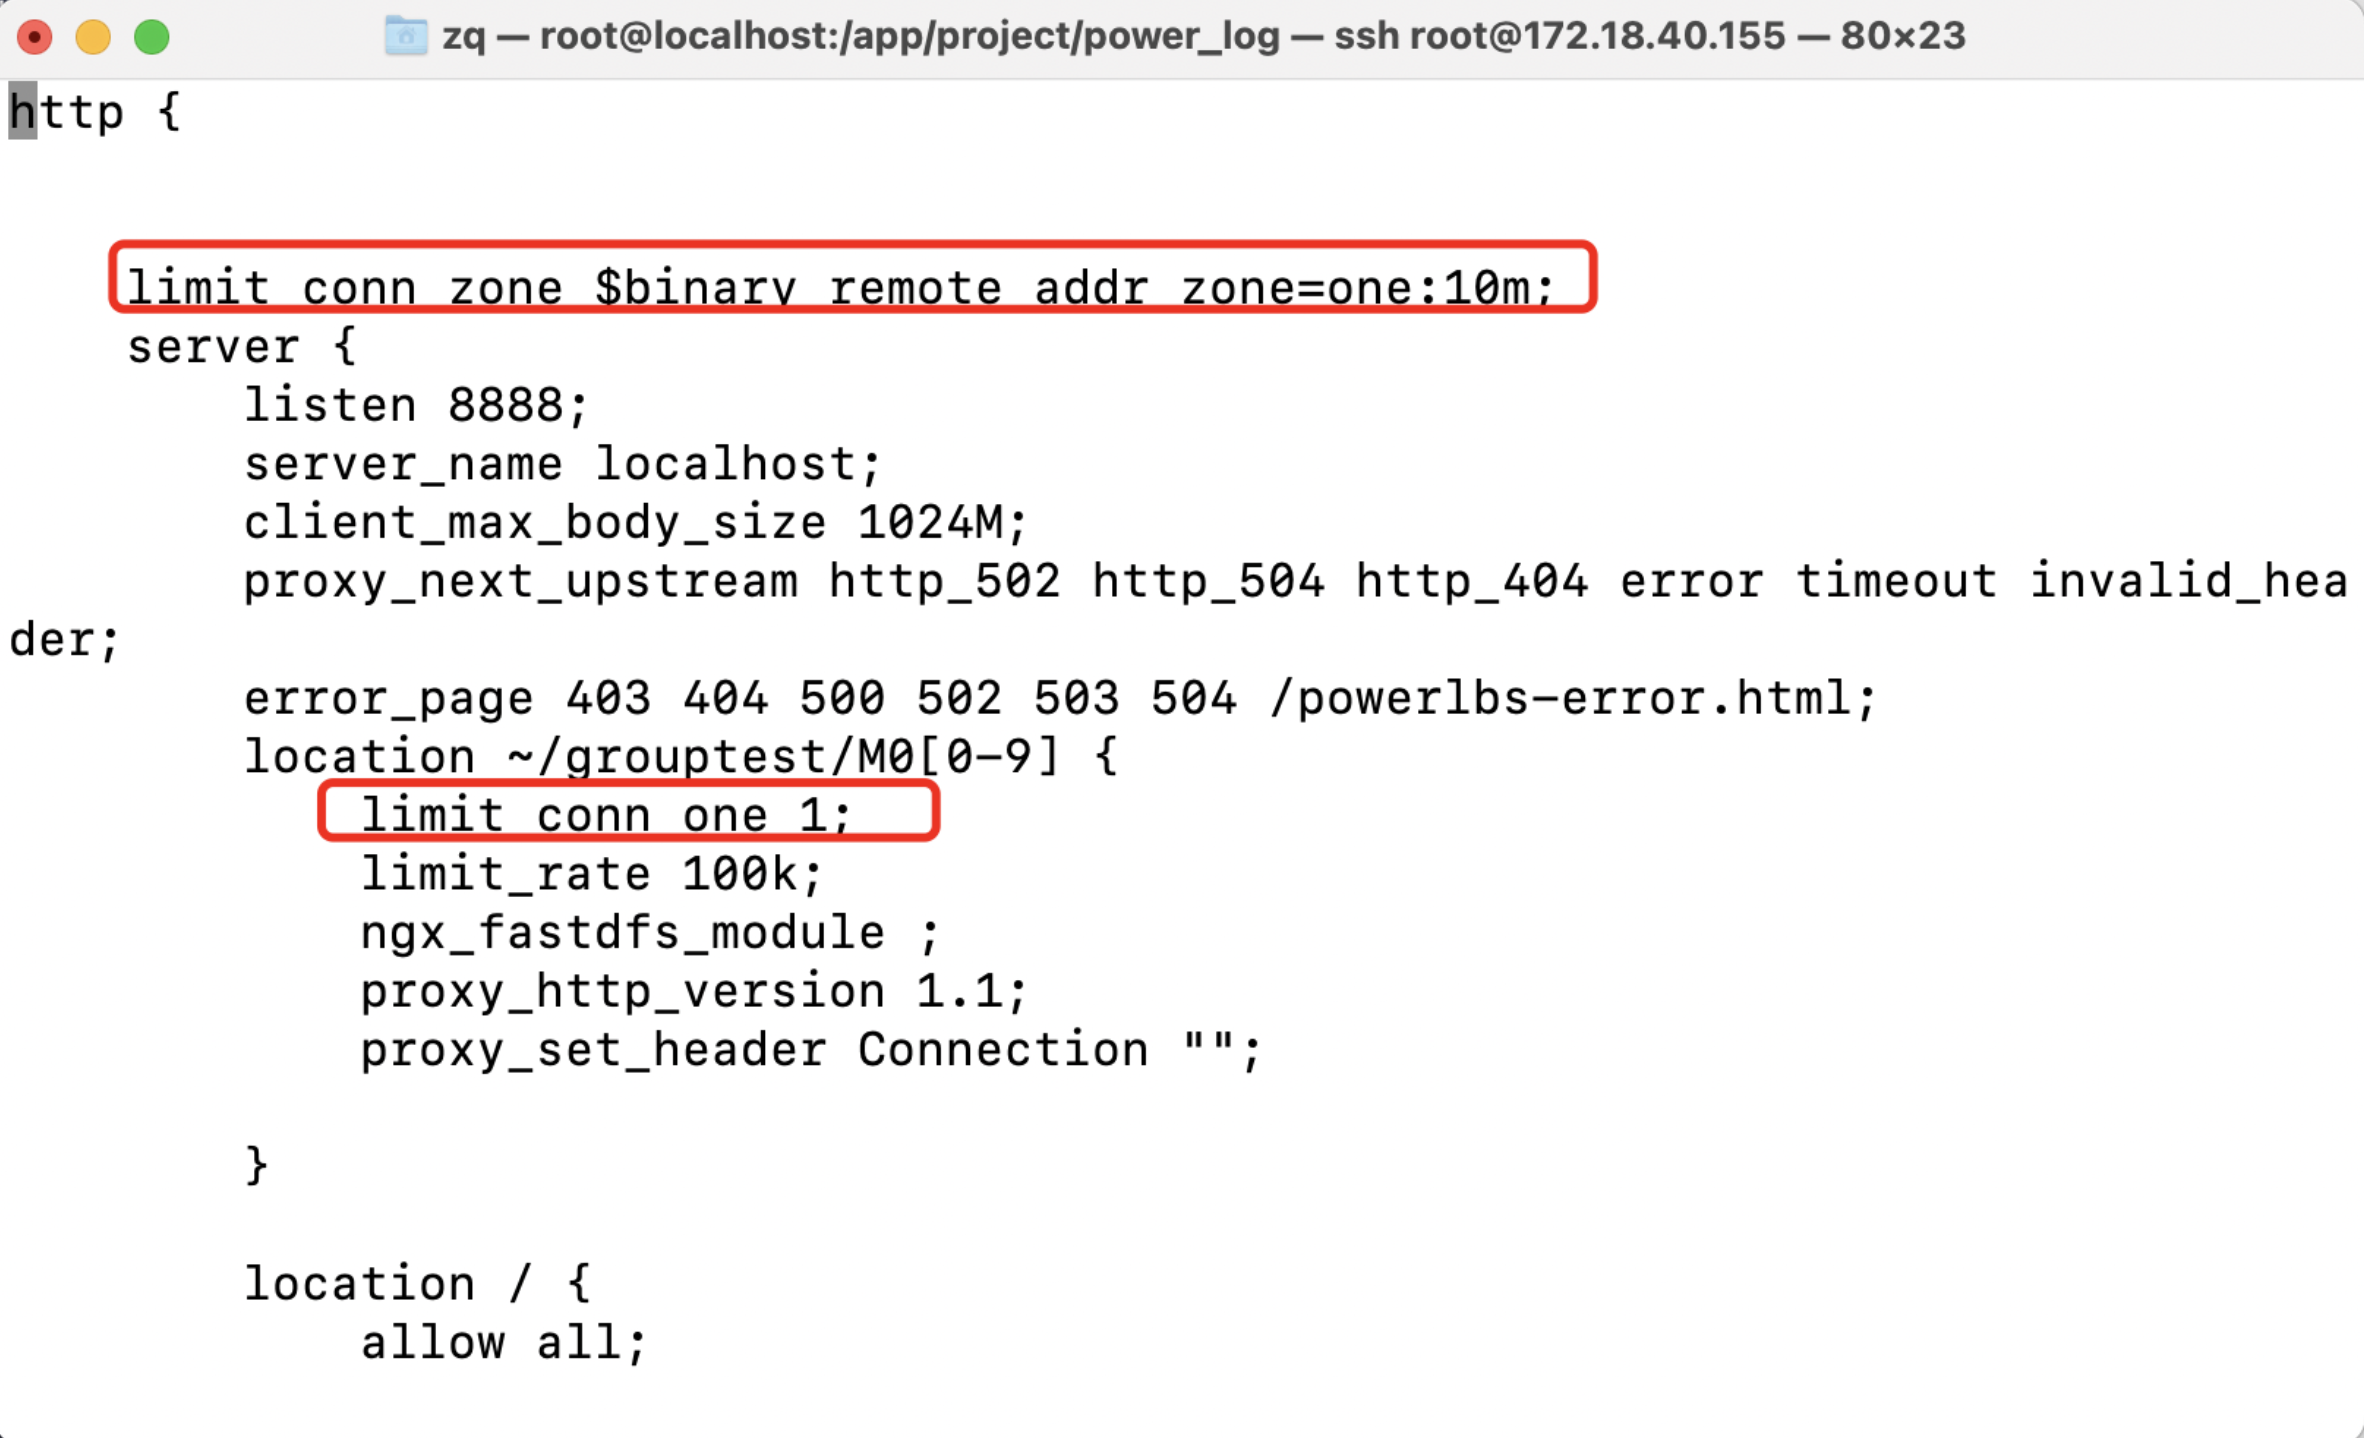 zq — root@localhost:/app/project/power_log — ssh root@172.18.40.155 — 80×23
http {
limit_conn_zone $binary_remote_addr zone=one:10m;
server {
listen 8888;
server_name localhost;
client_max_body_size 1024M;
proxy_next_upstream http_502 http_504 http_404 error timeout invalid_hea
der;
error_page 403 404 500 502 503 504 /powerlbs-error.html;
location ~/grouptest/M0[0-9] {
limit_conn one 1;
limit_rate 100k;
ngx_fastdfs_module ;
proxy_http_version 1.1;
proxy_set_header Connection "";
}
location / {
allow all;